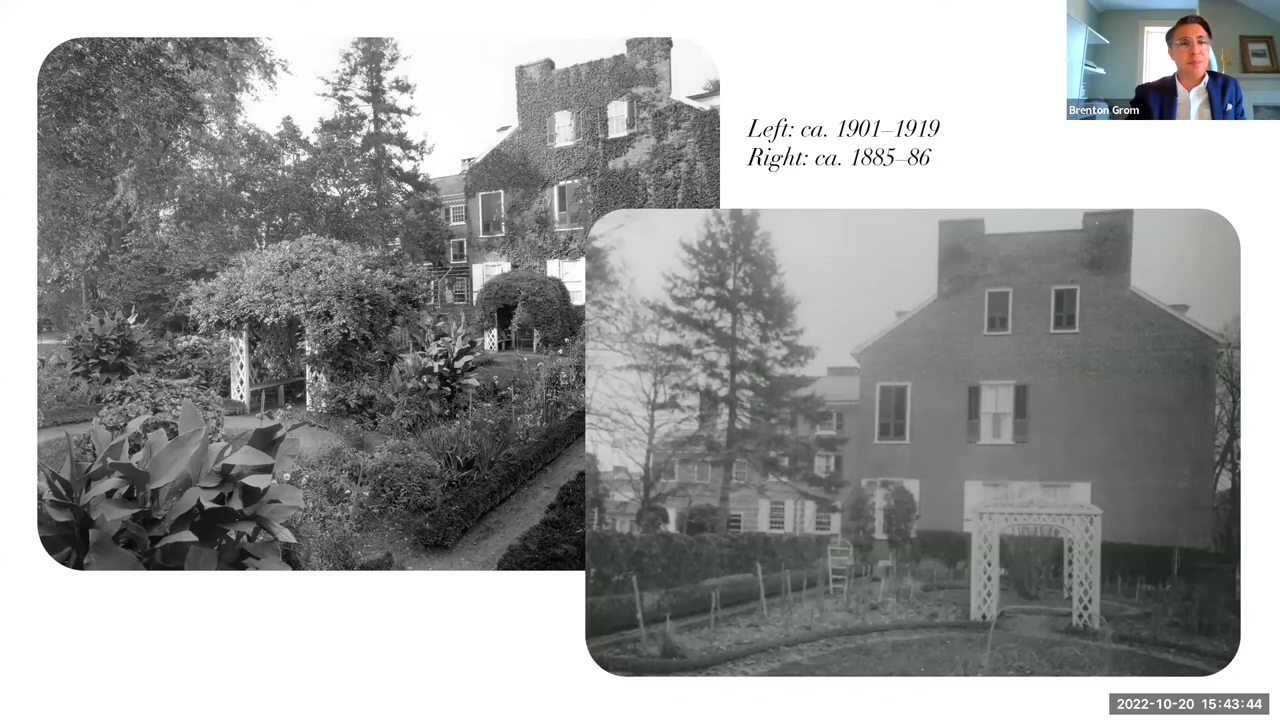 Left: ca. 1901–1919
Right: ca. 1885–86
Brenton Grom
2022-10-20 15:43:44